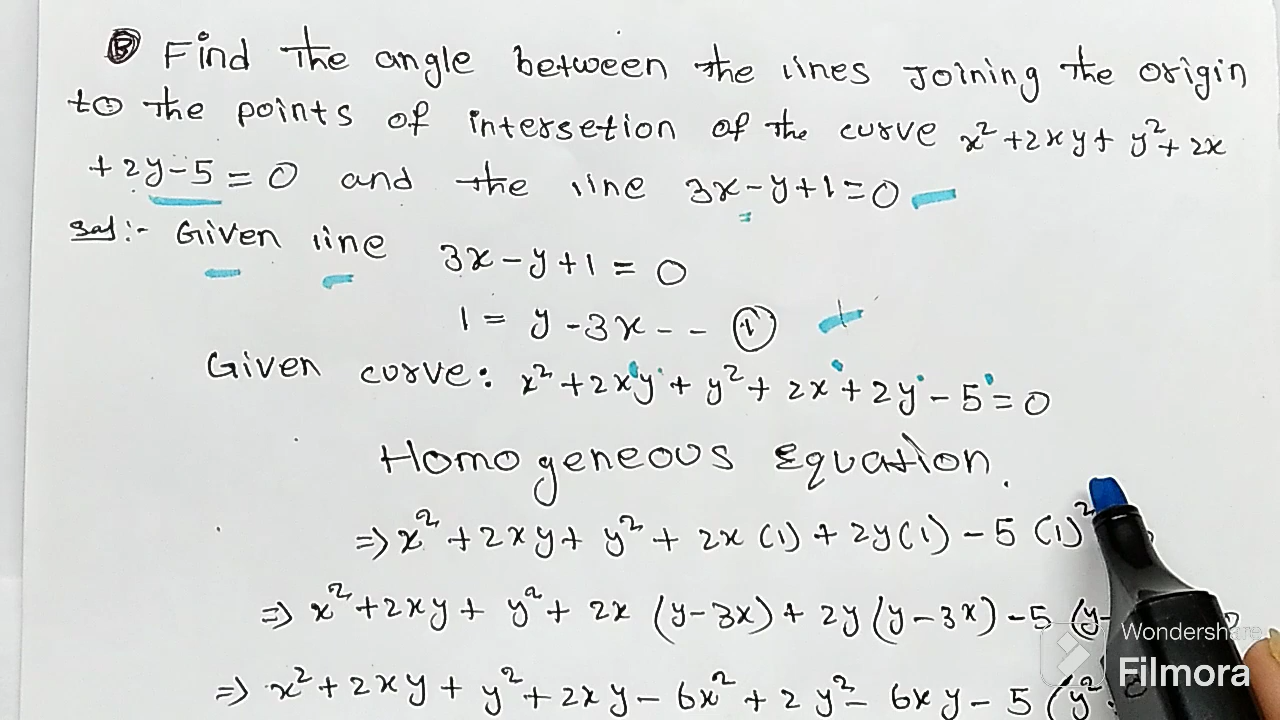 B Find the angle between the lines Joining the origin
to the points of intersetion of the curve x² + 2xy + y² + 2x
+ 2y - 5 = 0 and the line 3x - y + 1 = 0
Sol :- Given line 3x - y + 1 = 0
1 = y - 3x - - ①
Given curve: x² + 2xy + y² + 2x + 2y - 5 = 0
Homogeneous Equation.
⇒ x² + 2xy + y² + 2x (1) + 2y (1) - 5 (1)²
⇒ x² + 2xy + y² + 2x (y - 3x) + 2y (y - 3x) - 5 (y-
⇒ x² + 2xy + y² + 2xy - 6x² + 2y² - 6xy - 5 (y²
Wondershare
Filmora